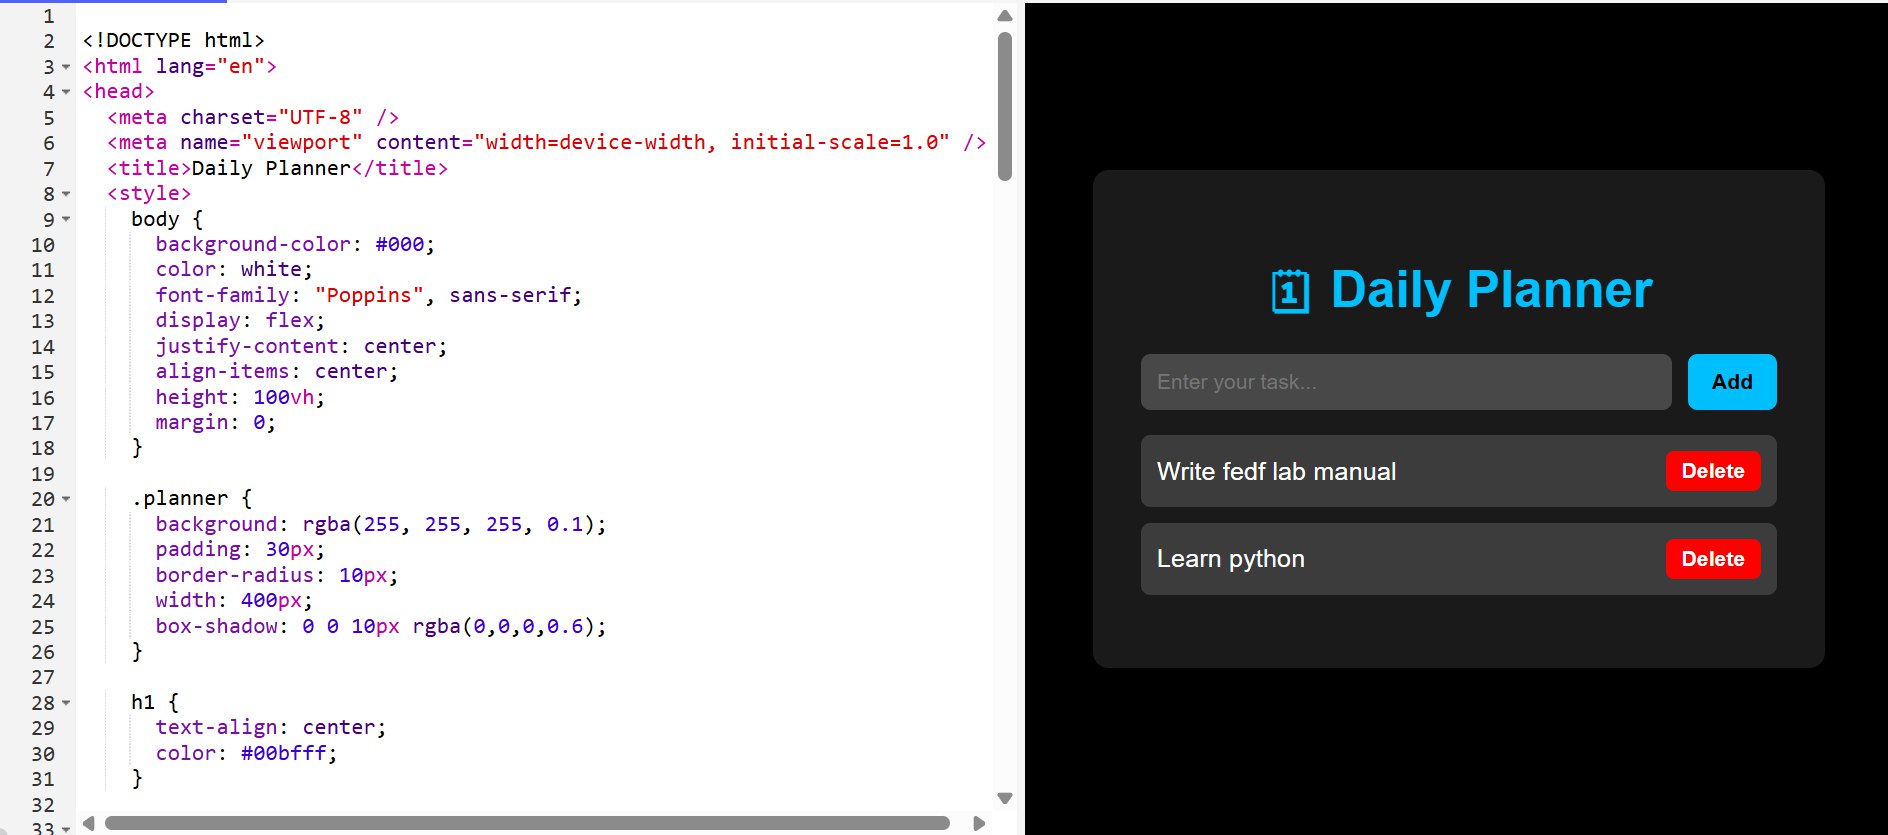 1
2 <!DOCTYPE html>
3 <html lang="en">
4 <head>
5 <meta charset="UTF-8" />
6 <meta name="viewport" content="width=device-width, initial-scale=1.0" />
7 <title>Daily Planner</title>
8 <style>
9 body {
10 background-color: #000;
11 color: white;
12 font-family: "Poppins", sans-serif;
13 display: flex;
14 justify-content: center;
15 align-items: center;
16 height: 100vh;
17 margin: 0;
18 }
19
20 .planner {
21 background: rgba(255, 255, 255, 0.1);
22 padding: 30px;
23 border-radius: 10px;
24 width: 400px;
25 box-shadow: 0 0 10px rgba(0,0,0,0.6);
26 }
27
28 h1 {
29 text-align: center;
30 color: #00bfff;
31 }
32
33
🗓 Daily Planner
Enter your task...
Add
Write fedf lab manual
Delete
Learn python
Delete